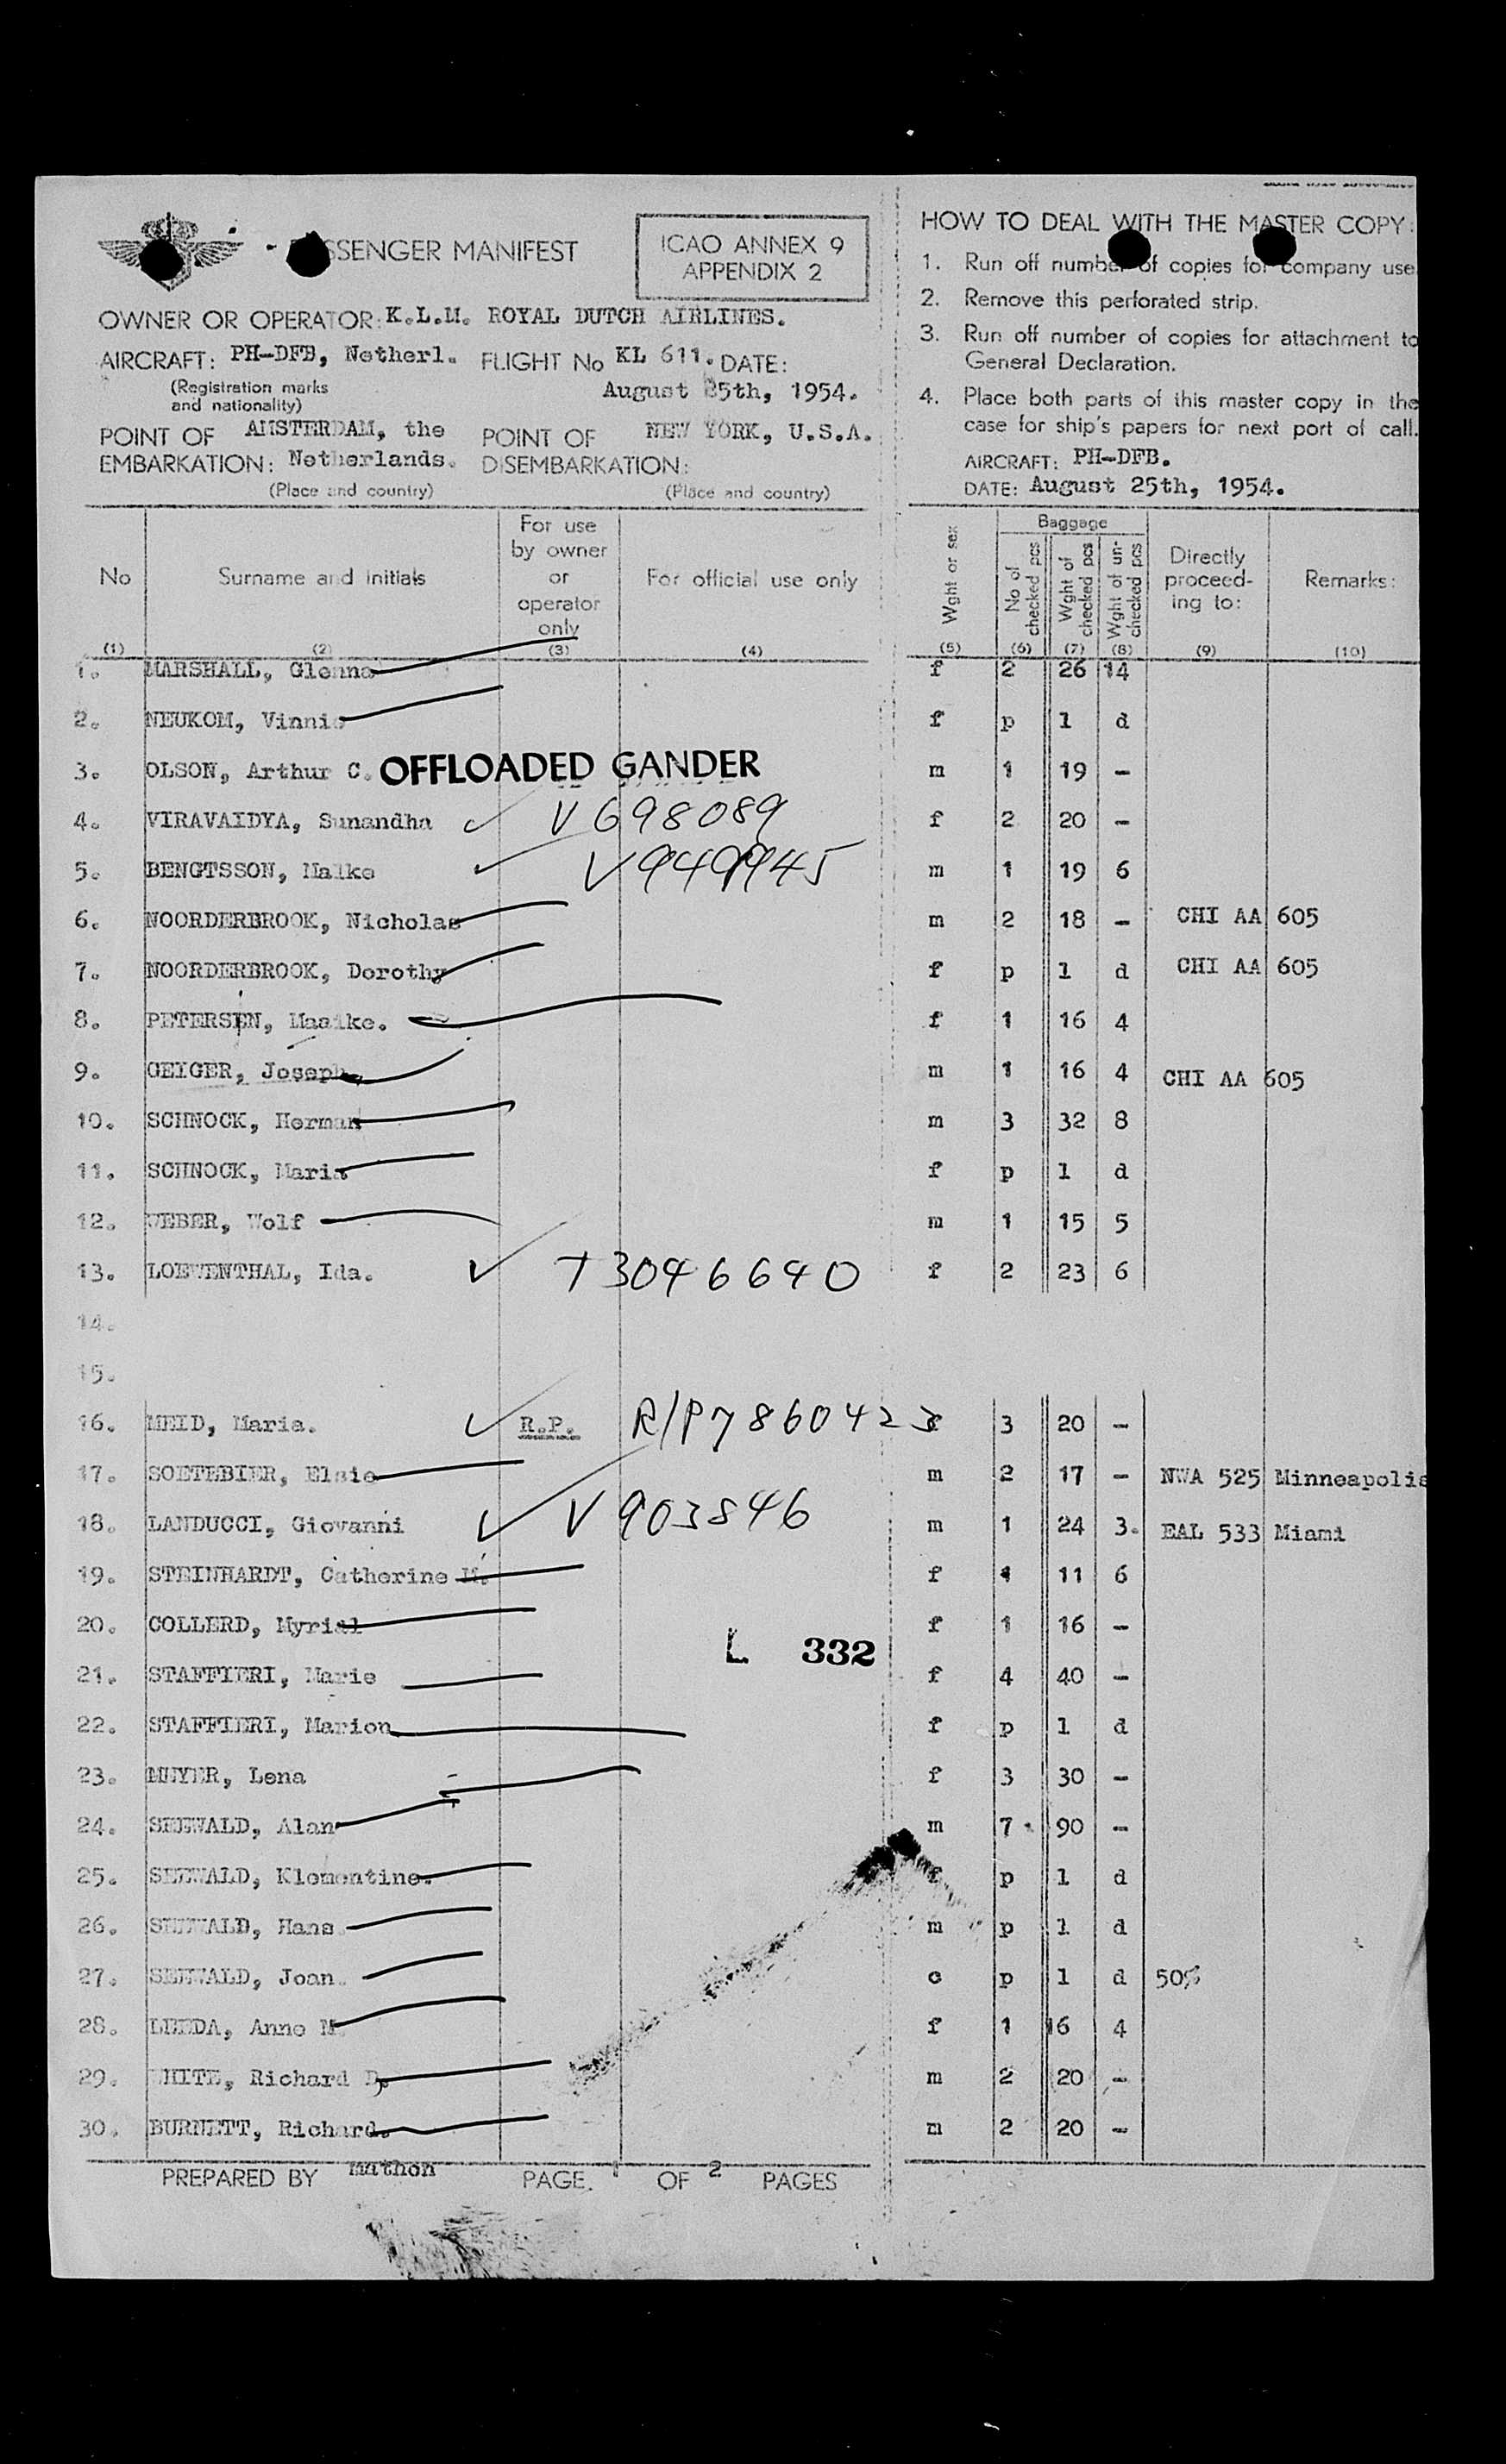 PASSENGER MANIFEST
ICAO ANNEX 9
APPENDIX 2
OWNER OR OPERATOR: K.L.M. ROYAL DUTCH AIRLINES.
AIRCRAFT: PH-DFB, Netherl. FLIGHT No KL 611. DATE:
(Registration marks
and nationality)
August 25th, 1954.
POINT OF AMSTERDAM, the POINT OF NEW YORK, U.S.A.
EMBARKATION: Netherlands. DISEMBARKATION:
(Place and country) (Place and country)
HOW TO DEAL WITH THE MASTER COPY:
1. Run off number of copies for company use
2. Remove this perforated strip.
3. Run off number of copies for attachment to
General Declaration.
4. Place both parts of this master copy in the
case for ship's papers for next port of call.
AIRCRAFT: PH-DFB.
DATE: August 25th, 1954.
No Surname and initials For use by owner or operator only For official use only Wght or sex Baggage No of checked pcs Wght of checked pcs Wght of un-checked pcs Directly proceed-ing to: Remarks:
(1) (2) (3) (4) (5) (6) (7) (8) (9) (10)
1. MARSHALL, Glenna f 2 26 14
2. NEUKOM, Vinnie f p 1 d
3. OLSON, Arthur C. OFFLOADED GANDER m 1 19 -
4. VIRAVAIDYA, Sunandha V698089 f 2 20 -
5. BENGTSSON, Malke V949945 m 1 19 6
6. NOORDERBROOK, Nicholas m 2 18 - CHI AA 605
7. NOORDERBROOK, Dorothy f p 1 d CHI AA 605
8. PETERSEN, Maaike. f 1 16 4
9. GEIGER, Joseph m 1 16 4 CHI AA 605
10. SCHNOCK, Herman m 3 32 8
11. SCHNOCK, Maria f p 1 d
12. WEBER, Wolf m 1 15 5
13. LOEWENTHAL, Ida. T3046640 f 2 23 6
14.
15.
16. MEID, Maria. R.P. R/P7860423 f 3 20 -
17. SOETEBIER, Elsie m 2 17 - NWA 525 Minneapolis
18. LANDUCCI, Giovanni V903846 m 1 24 3. EAL 533 Miami
19. STEINHARDT, Catherine M. f 1 11 6
20. COLLERD, Myrial f 1 16 -
L 332
21. STAFFIERI, Marie f 4 40 -
22. STAFFIERI, Marion f p 1 d
23. MEYER, Lena f 3 30 -
24. SEEWALD, Alan m 7 90 -
25. SEEWALD, Klementine. f p 1 d
26. SEEWALD, Hans m p 1 d
27. SEEWALD, Joan. c p 1 d 50%
28. LEEDA, Anne M. f 1 16 4
29. WHITE, Richard D. m 2 20 -
30. BURNETT, Richard. m 2 20 -
PREPARED BY Mathon PAGE. 1 OF 2 PAGES